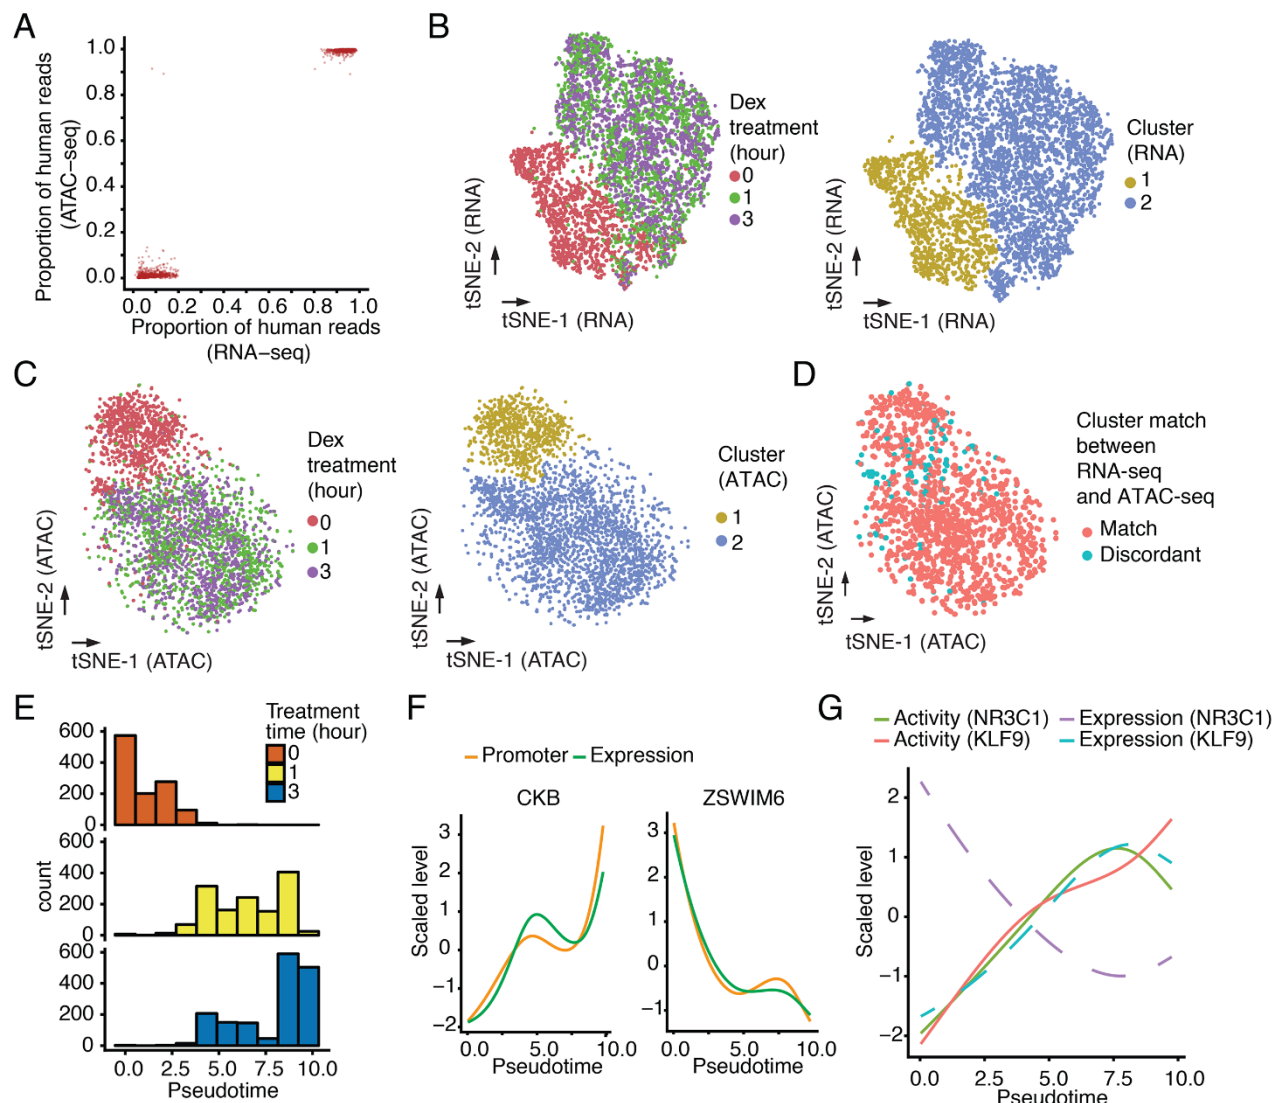 A
1.0
0.8
0.6
0.4
0.2
0.0
Proportion of human reads
(ATAC−seq)
0.0 0.2 0.4 0.6 0.8 1.0
Proportion of human reads
(RNA−seq)
B
tSNE-2 (RNA)
tSNE-1 (RNA)
Dex
treatment
(hour)
0
1
3
tSNE-2 (RNA)
tSNE-1 (RNA)
Cluster
(RNA)
1
2
C
tSNE-2 (ATAC)
tSNE-1 (ATAC)
Dex
treatment
(hour)
0
1
3
tSNE-2 (ATAC)
tSNE-1 (ATAC)
Cluster
(ATAC)
1
2
D
tSNE-2 (ATAC)
tSNE-1 (ATAC)
Cluster match
between
RNA-seq
and ATAC-seq
Match
Discordant
E
Treatment
time (hour)
0
1
3
600
400
200
0
600
400
200
0
600
400
200
0
count
0.0 2.5 5.0 7.5 10.0
Pseudotime
F
Promoter Expression
CKB
3
2
1
0
−1
−2
Scaled level
0 5.0 10.0
Pseudotime
ZSWIM6
3
2
1
0
−1
0.0 5.0 10.0
Pseudotime
G
Activity (NR3C1) Expression (NR3C1)
Activity (KLF9) Expression (KLF9)
2
1
0
−1
−2
Scaled level
0.0 2.5 5.0 7.5 10.0
Pseudotime